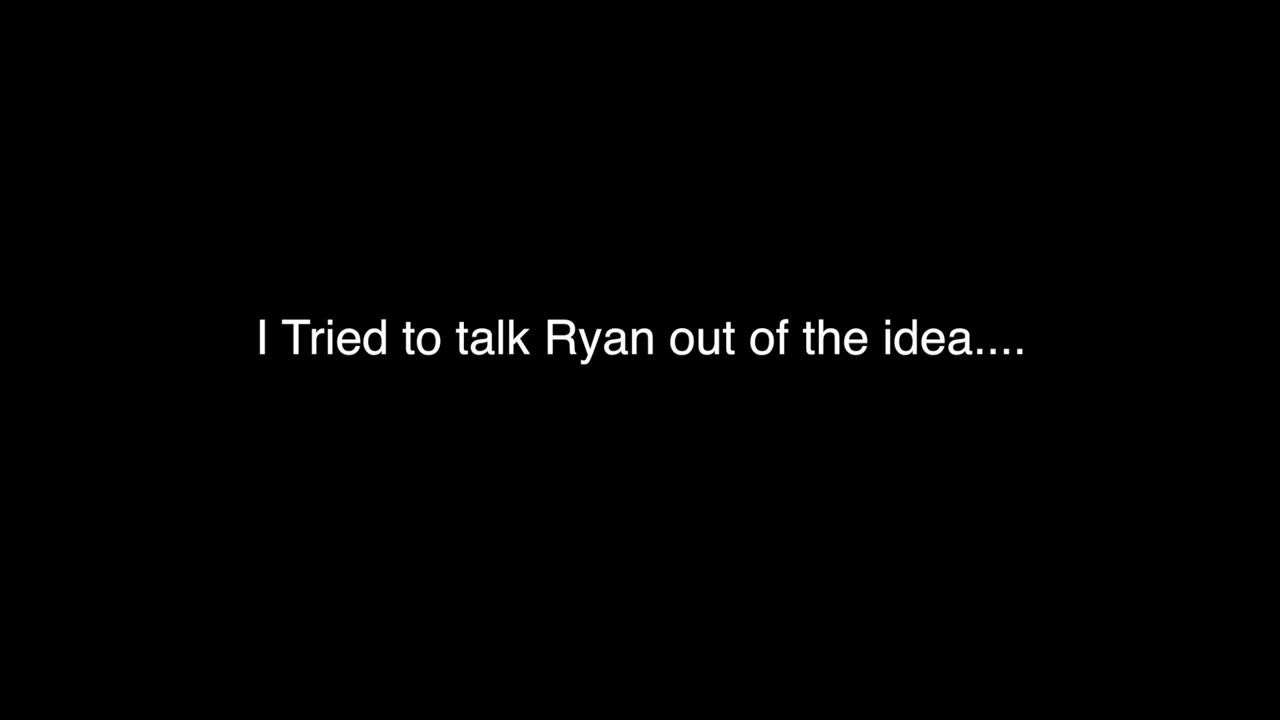 I Tried to talk Ryan out of the idea....